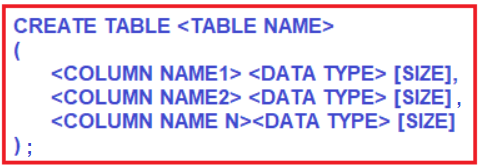 CREATE TABLE <TABLE NAME>
(
<COLUMN NAME1> <DATA TYPE> [SIZE],
<COLUMN NAME2> <DATA TYPE> [SIZE] ,
<COLUMN NAME N><DATA TYPE> [SIZE]
) ;